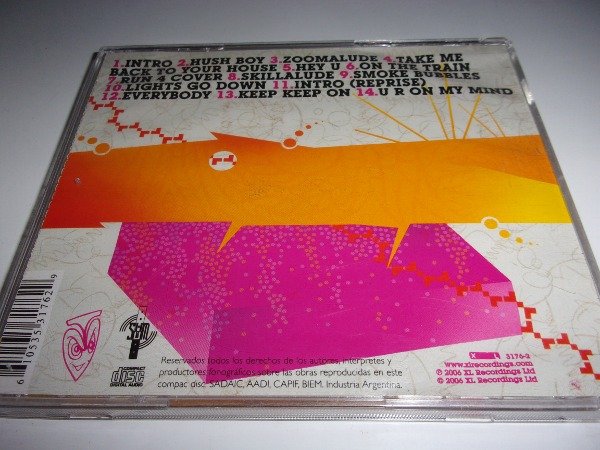 1.INTRO 2.HUSH BOY 3.ZOOMALUDE 4.TAKE ME
BACK TO YOUR HOUSE 5.HEY U 6.ON THE TRAIN
7.RUN 4 COVER 8.SKILLALUDE 9.SMOKE BUBBLES
10.LIGHTS GO DOWN 11.INTRO (REPRISE)
12.EVERYBODY 13.KEEP KEEP ON 14.U R ON MY MIND
COMPACT
disc
DIGITAL AUDIO
Reservados todos los derechos de los autores, intérpretes y
productores fonográficos sobre las obras reproducidas en este
compac disc. SADAIC, AADI, CAPIF, BIEM. Industria Argentina.
X L 3176-2
www.xlrecordings.com
℗ 2006 XL Recordings Ltd
© 2006 XL Recordings Ltd